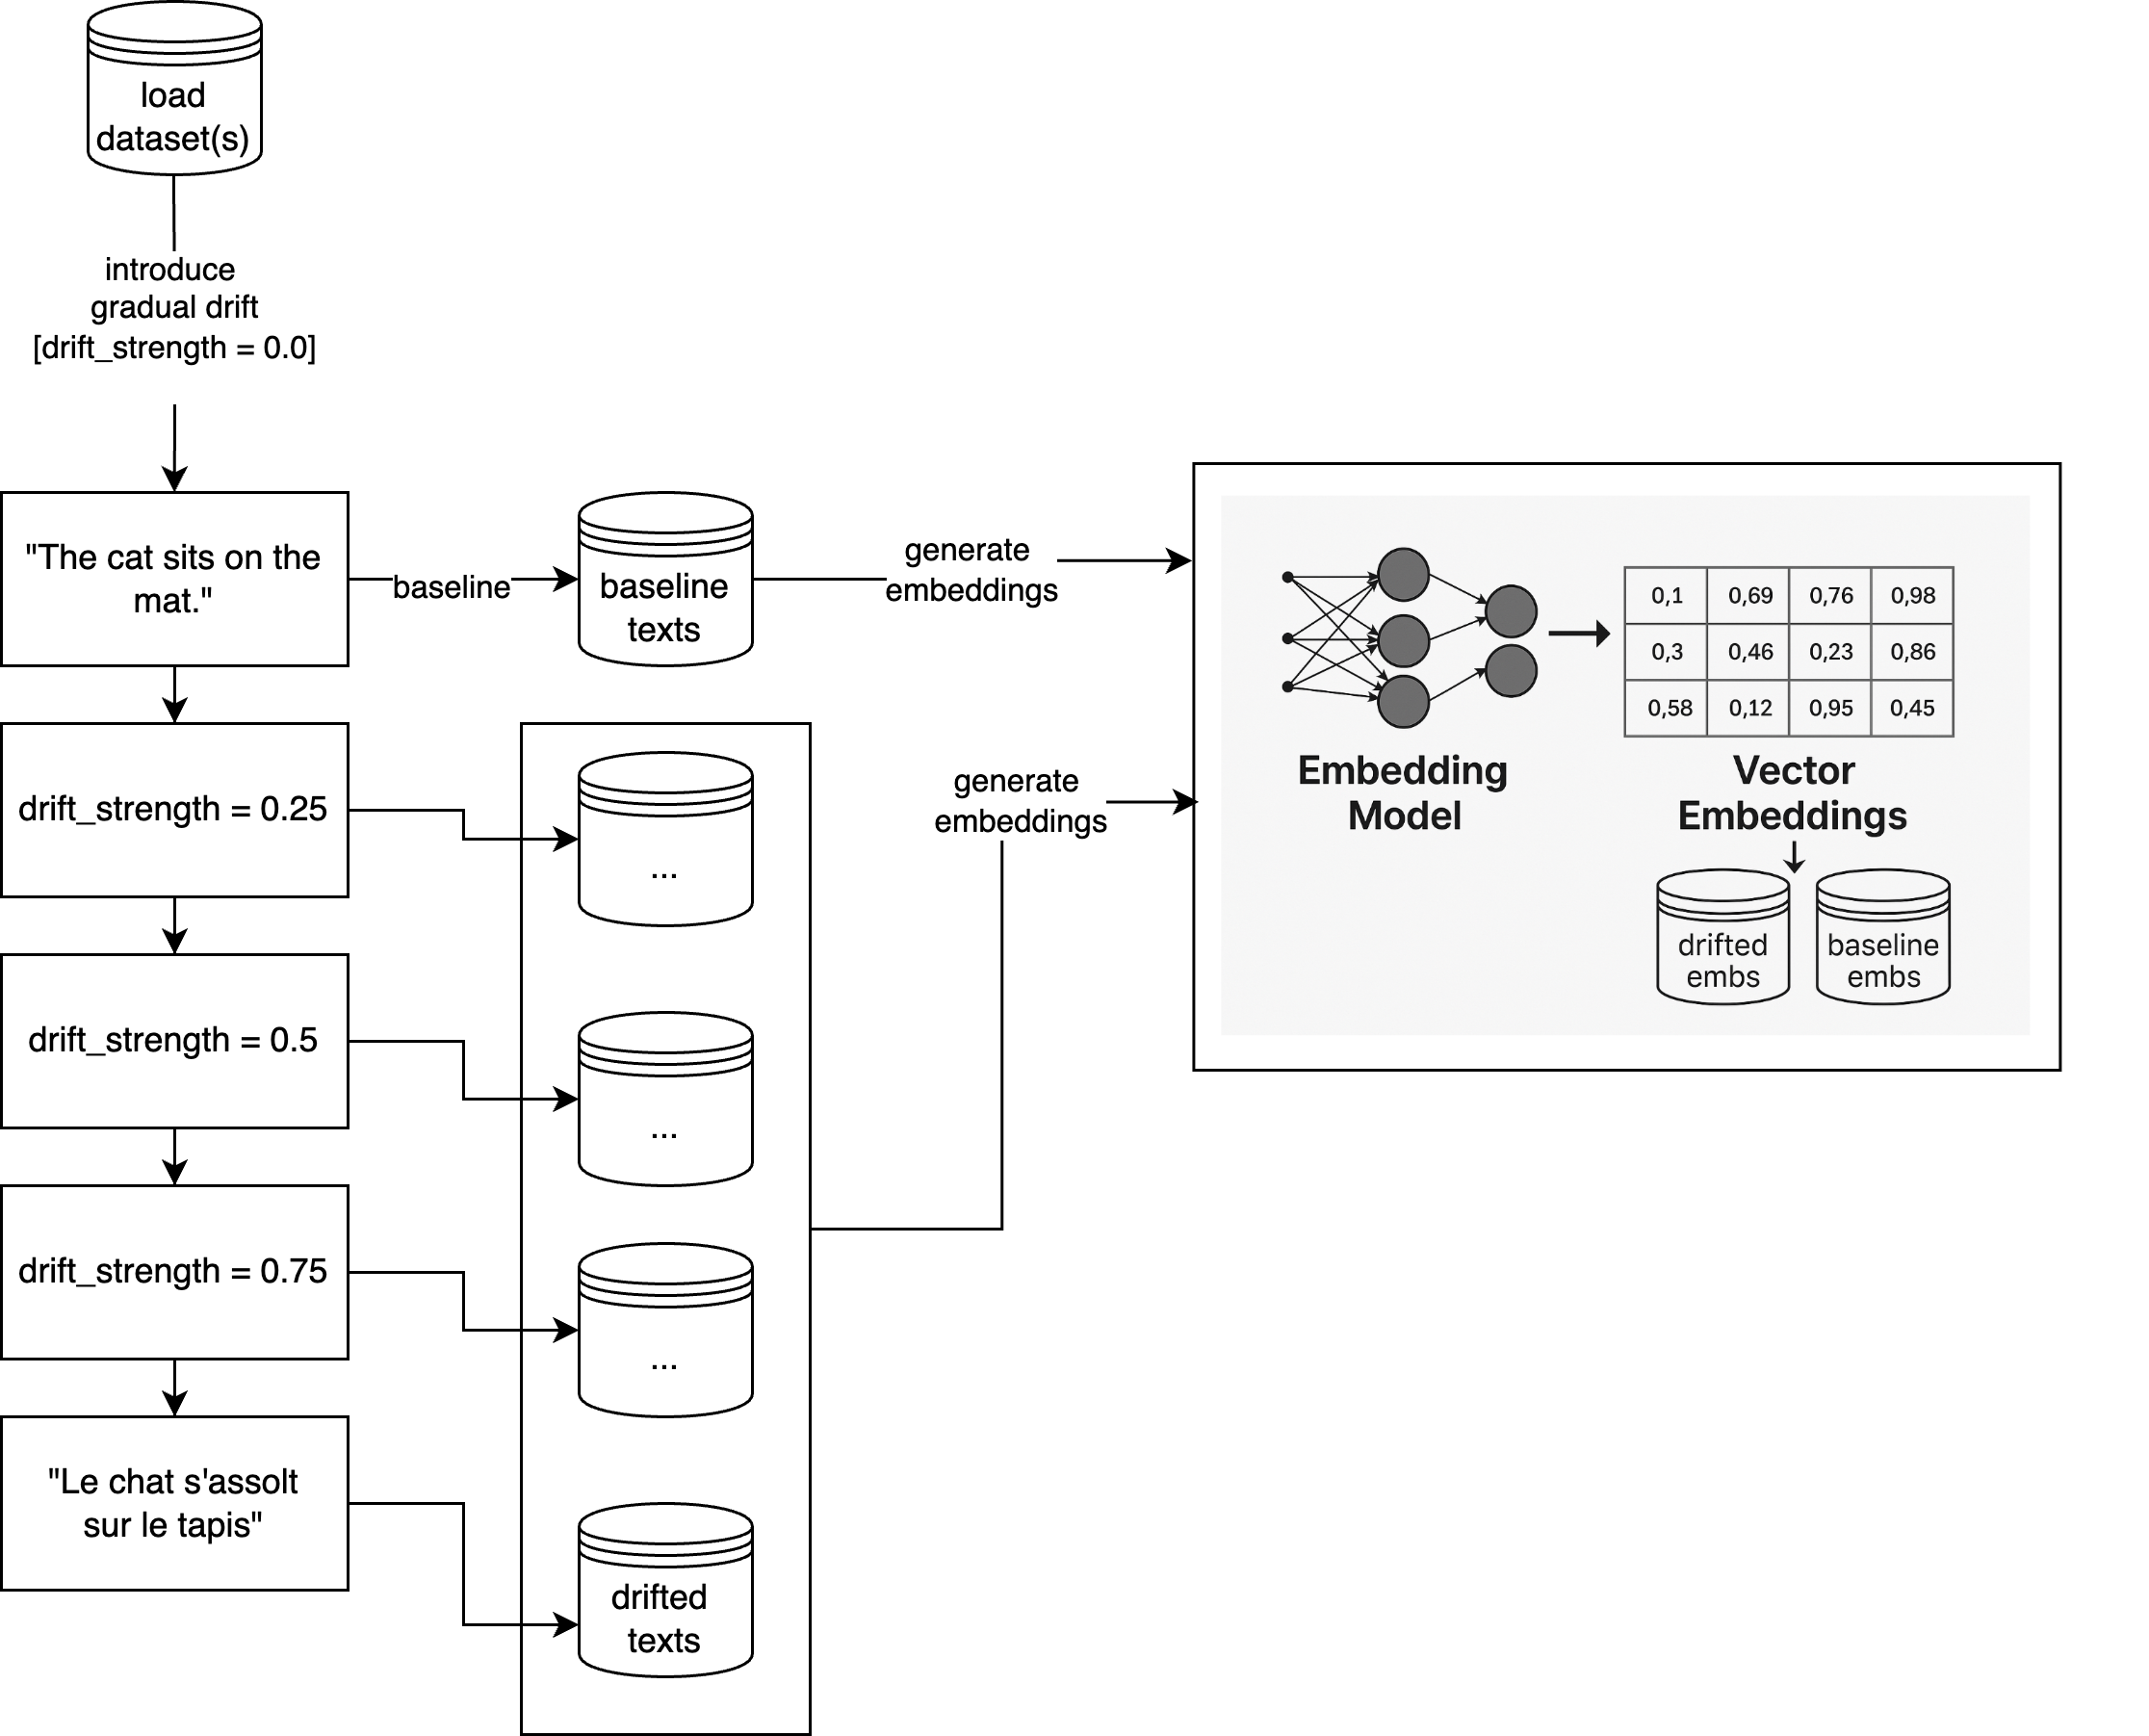 load
dataset(s)
introduce
gradual drift
[drift_strength = 0.0]
"The cat sits on the
mat."
baseline
baseline
texts
generate
embeddings
drift_strength = 0.25
...
drift_strength = 0.5
...
drift_strength = 0.75
...
"Le chat s'assolt
sur le tapis"
drifted
texts
generate
embeddings
0,1 0,69 0,76 0,98
0,3 0,46 0,23 0,86
0,58 0,12 0,95 0,45
Embedding
Model
Vector
Embeddings
drifted
embs
baseline
embs